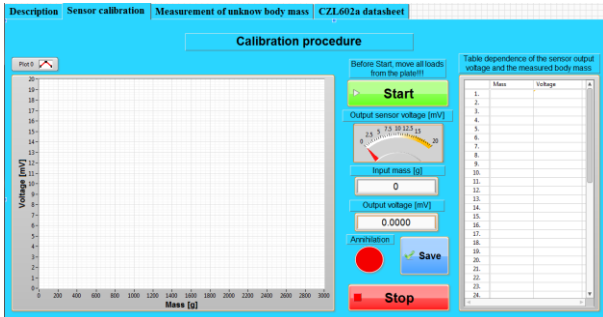 Description Sensor calibration Measurement of unknow body mass CZL602a datasheet
Calibration procedure
Plot 0
Voltage [mV]
20
19
18
17
16
15
14
13
12
11
10
9
8
7
6
5
4
3
2
1
0
0 200 400 600 800 1000 1200 1400 1600 1800 2000 2200 2400 2600 2800 3000
Mass [g]
Before Start, move all loads
from the plate!!!!
Start
Output sensor voltage [mV]
0 2,5 5 7,5 10 12,5 15 20
Input mass [g]
0
Output voltage [mV]
0.0000
Annihilation
Save
Stop
Table dependence of the sensor output
voltage and the measured body mass
Mass Voltage
1.
2.
3.
4.
5.
6.
7.
8.
9.
10.
11.
12.
13.
14.
15.
16.
17.
18.
19.
20.
21.
22.
23.
24.